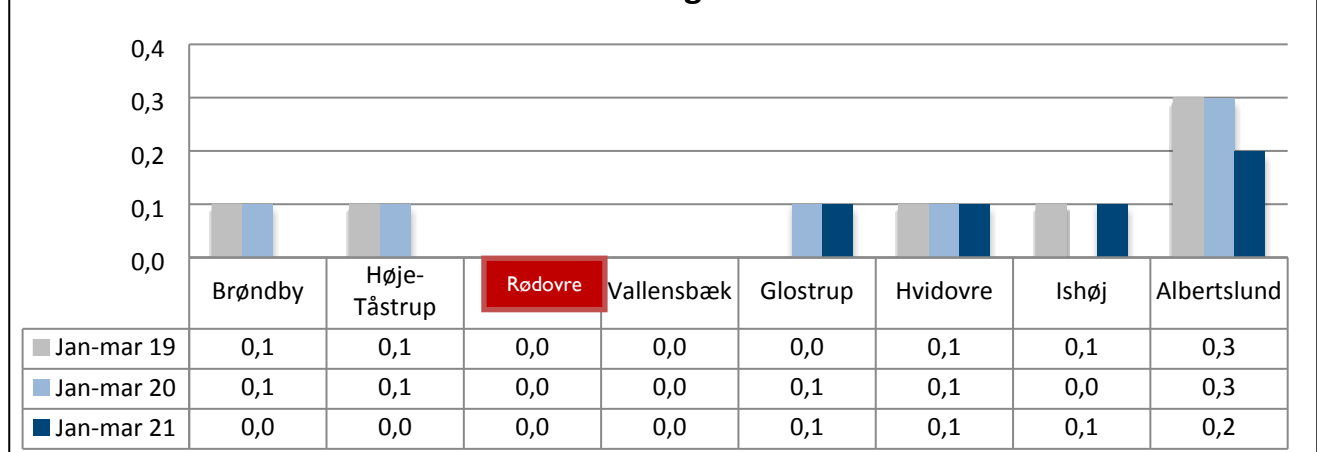 0,4
0,3
0,2
0,1
0,0
Brøndby Høje-Tåstrup Rødovre Vallensbæk Glostrup Hvidovre Ishøj Albertslund
Jan-mar 19 0,1 0,1 0,0 0,0 0,0 0,1 0,1 0,3
Jan-mar 20 0,1 0,1 0,0 0,0 0,1 0,1 0,0 0,3
Jan-mar 21 0,0 0,0 0,0 0,0 0,1 0,1 0,1 0,2